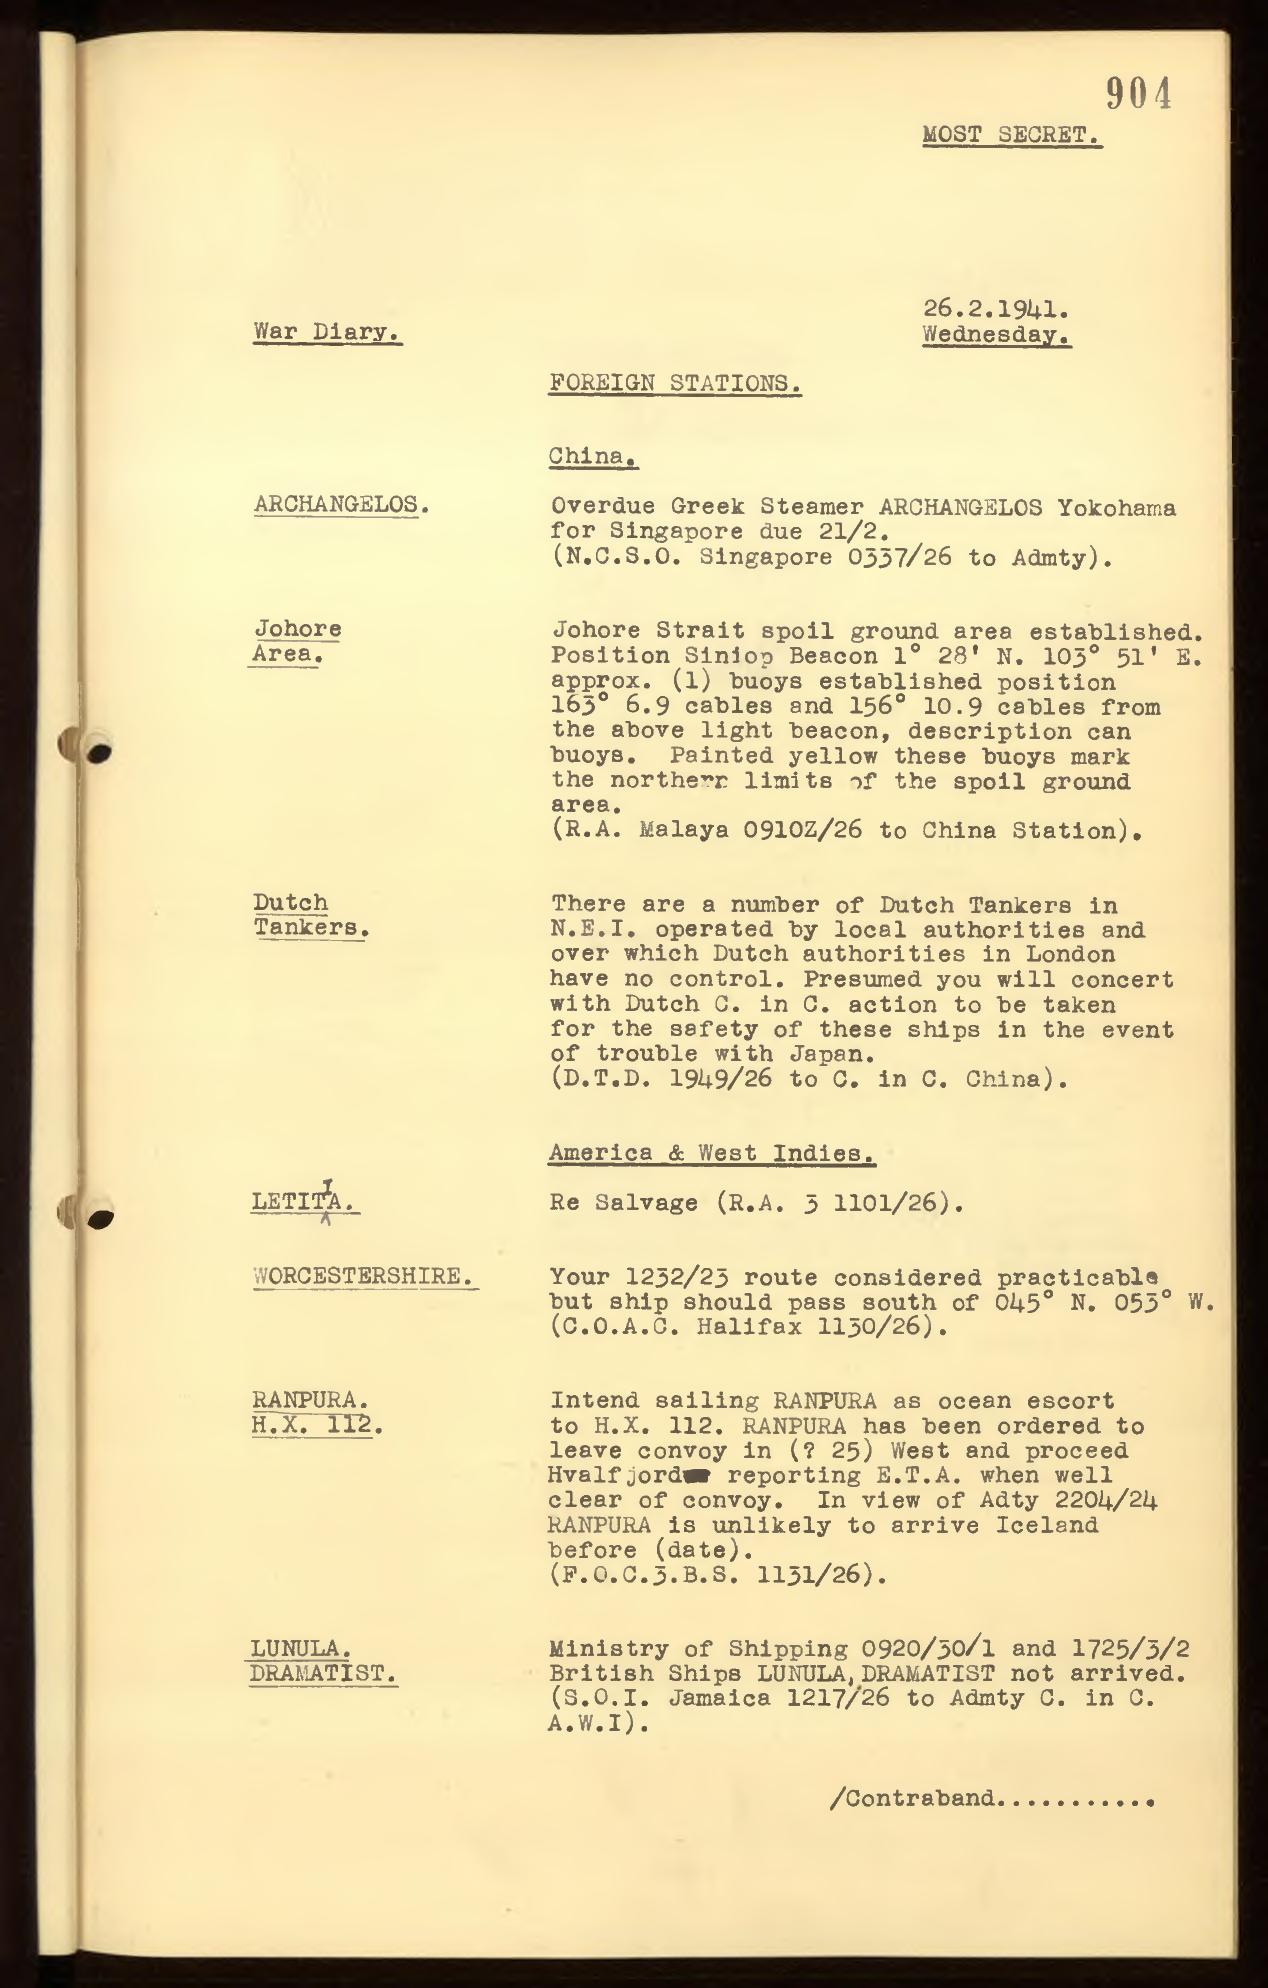 904
MOST SECRET.
26.2.1941.
War Diary.
Wednesday.
FOREIGN STATIONS.
China.
ARCHANGELOS.
Overdue Greek Steamer ARCHANGELOS Yokohama
for Singapore due 21/2.
(N.C.S.O. Singapore 0337/26 to Admty).
Johore
Area.
Johore Strait spoil ground area established.
Position Siniop Beacon 1° 28' N. 103° 51' E.
approx. (1) buoys established position
163° 6.9 cables and 156° 10.9 cables from
the above light beacon, description can
buoys. Painted yellow these buoys mark
the northern limits of the spoil ground
area.
(R.A. Malaya 0910Z/26 to China Station).
Dutch
Tankers.
There are a number of Dutch Tankers in
N.E.I. operated by local authorities and
over which Dutch authorities in London
have no control. Presumed you will concert
with Dutch C. in C. action to be taken
for the safety of these ships in the event
of trouble with Japan.
(D.T.D. 1949/26 to C. in C. China).
America & West Indies.
LETITIA.
Re Salvage (R.A. 3 1101/26).
WORCESTERSHIRE.
Your 1232/23 route considered practicable
but ship should pass south of 045° N. 053° W.
(C.O.A.C. Halifax 1130/26).
RANPURA.
H.X. 112.
Intend sailing RANPURA as ocean escort
to H.X. 112. RANPURA has been ordered to
leave convoy in (? 25) West and proceed
Hvalfjord reporting E.T.A. when well
clear of convoy. In view of Adty 2204/24
RANPURA is unlikely to arrive Iceland
before (date).
(F.O.C.3.B.S. 1131/26).
LUNULA.
DRAMATIST.
Ministry of Shipping 0920/30/1 and 1725/3/2
British Ships LUNULA, DRAMATIST not arrived.
(S.O.I. Jamaica 1217/26 to Admty C. in C.
A.W.I).
/Contraband...........